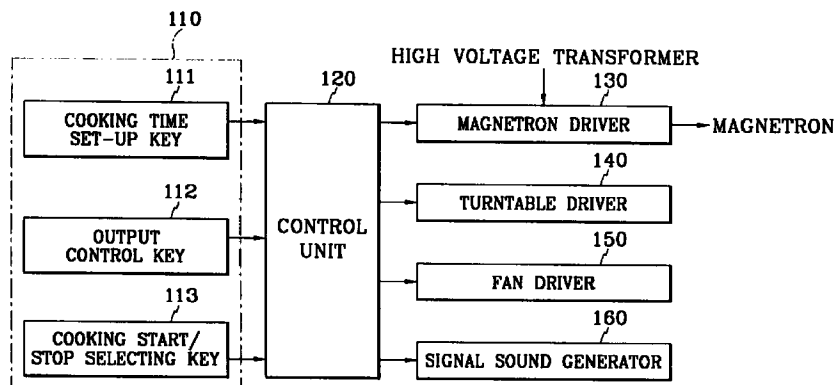 110
111
COOKING TIME
SET-UP KEY
112
OUTPUT
CONTROL KEY
113
COOKING START/
STOP SELECTING KEY
120
CONTROL
UNIT
HIGH VOLTAGE TRANSFORMER
130
MAGNETRON DRIVER
MAGNETRON
140
TURNTABLE DRIVER
150
FAN DRIVER
160
SIGNAL SOUND GENERATOR